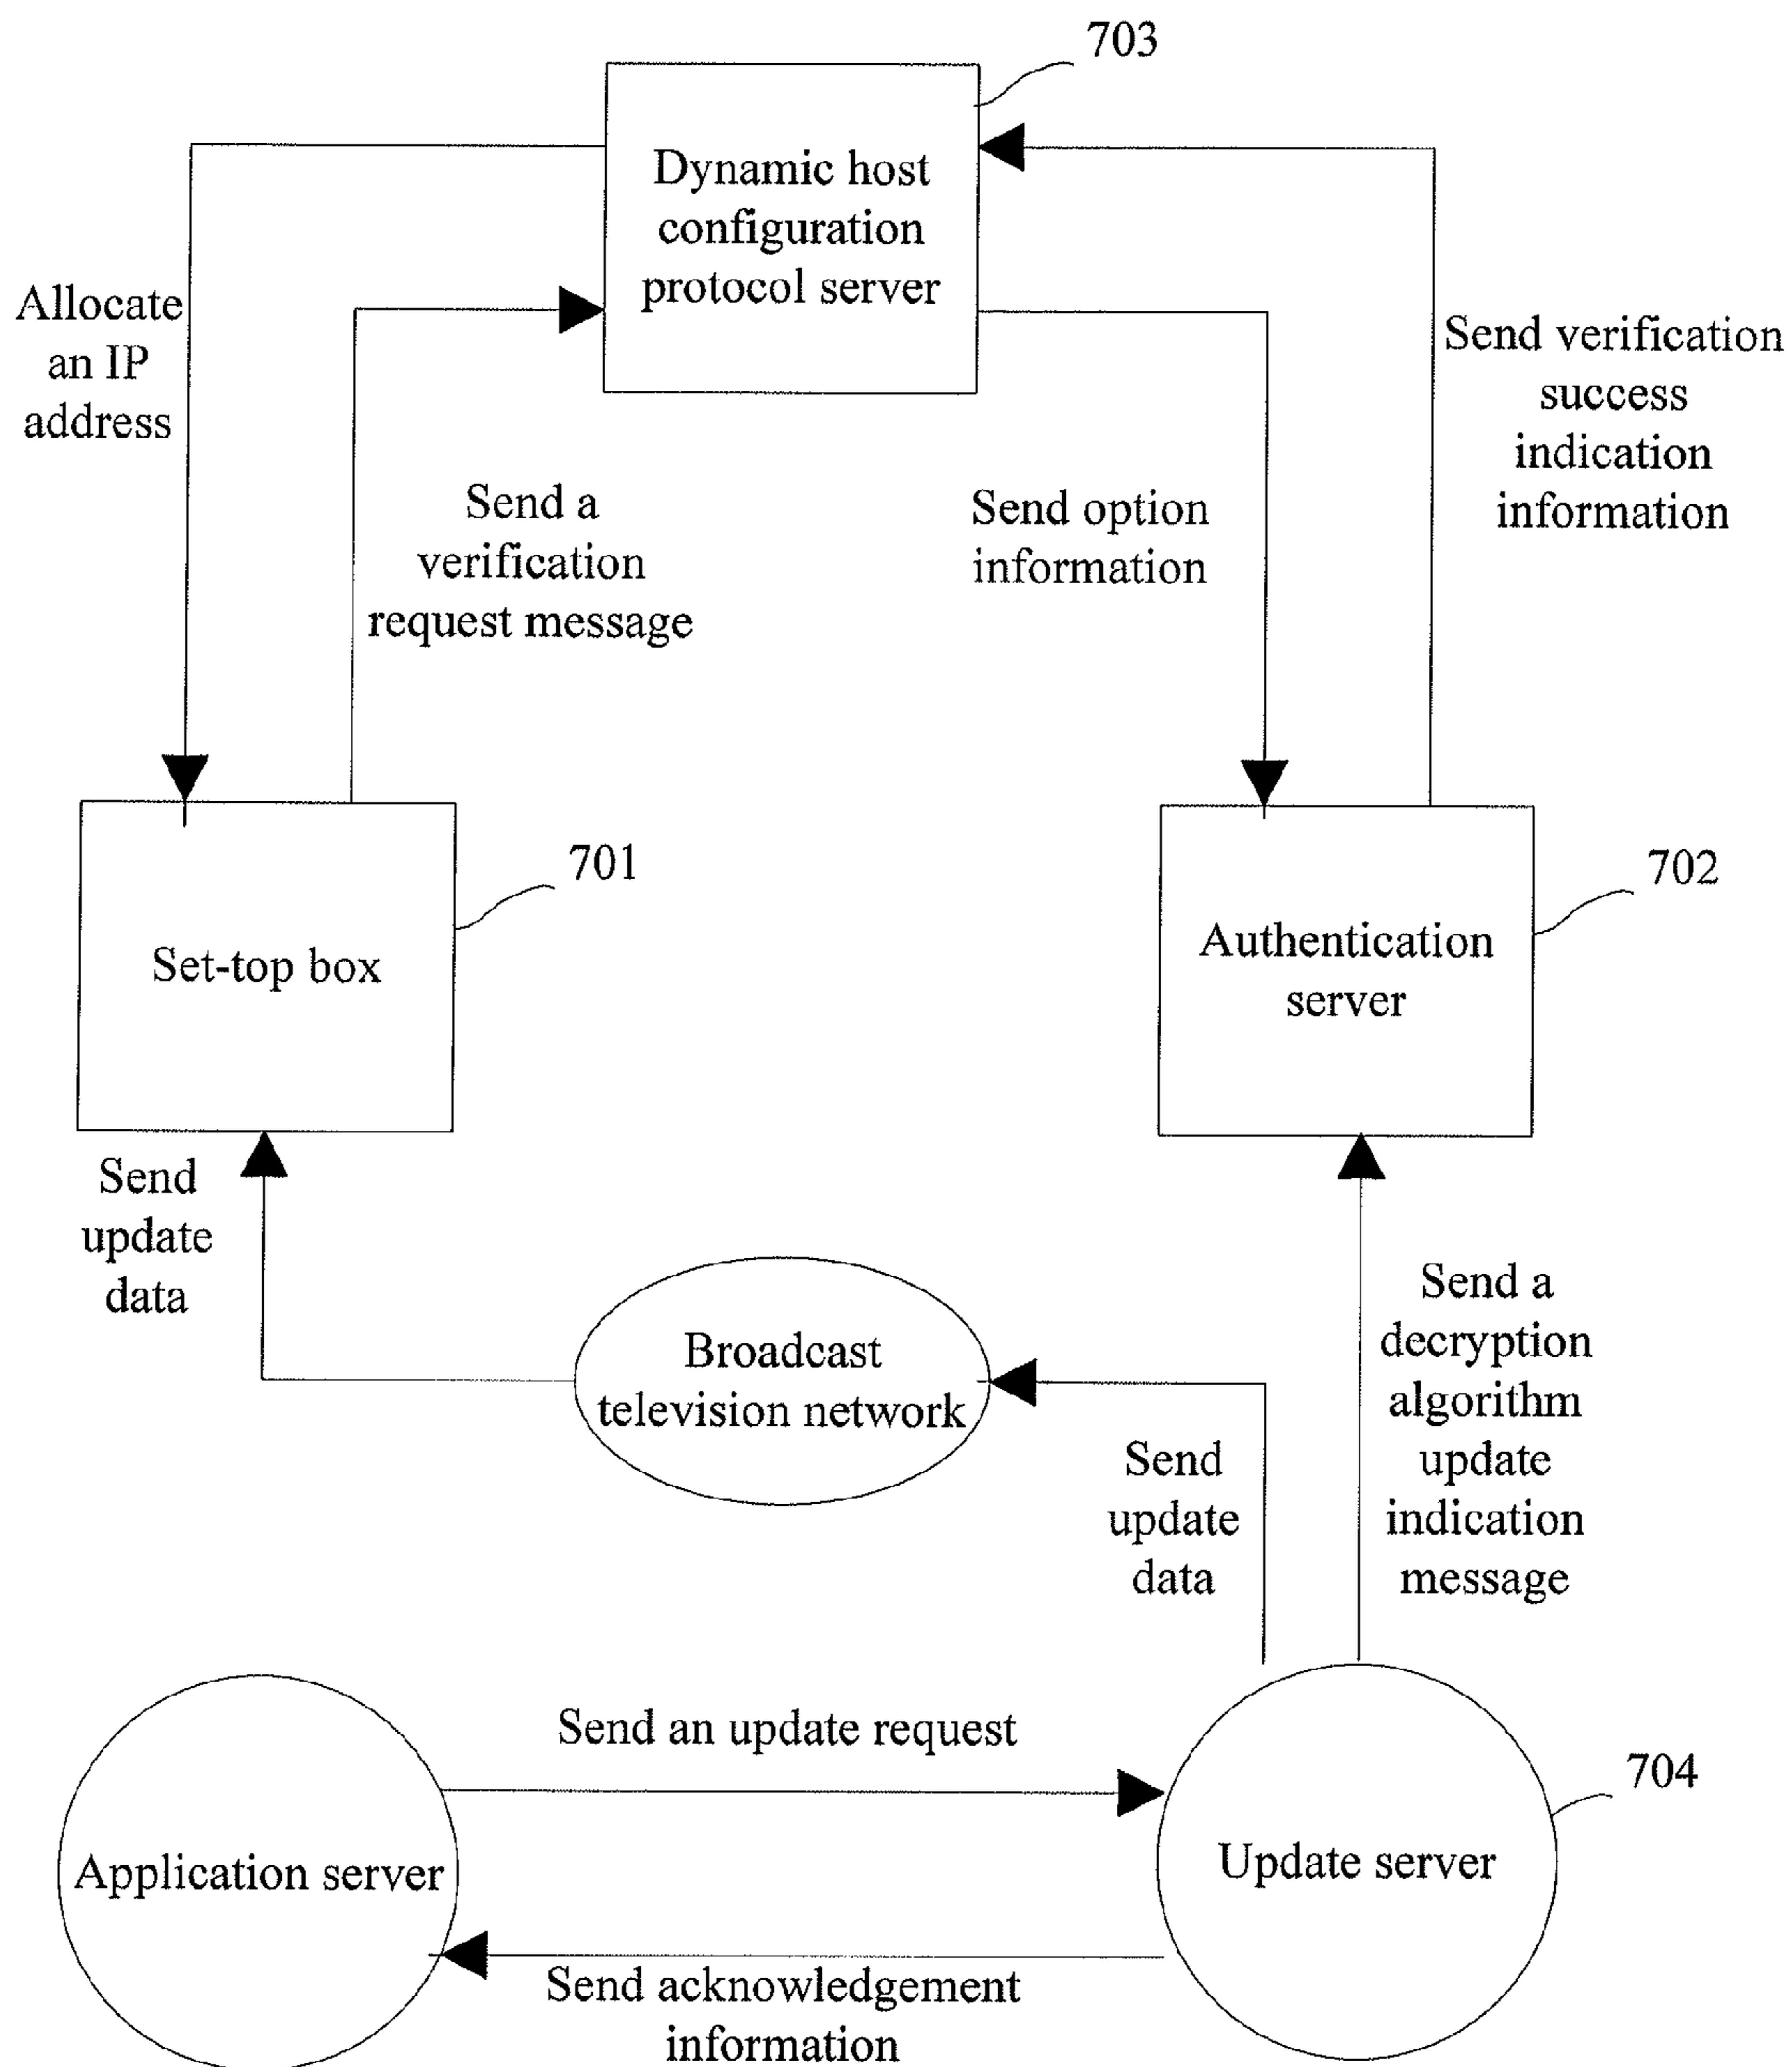 703
Dynamic host
configuration
protocol server
Allocate
an IP
address
Send a
verification
request message
Send option
information
Send verification
success
indication
information
701
Set-top box
702
Authentication
server
Send
update
data
Broadcast
television network
Send
update
data
Send a
decryption
algorithm
update
indication
message
Send an update request
704
Application server
Update server
Send acknowledgement
information